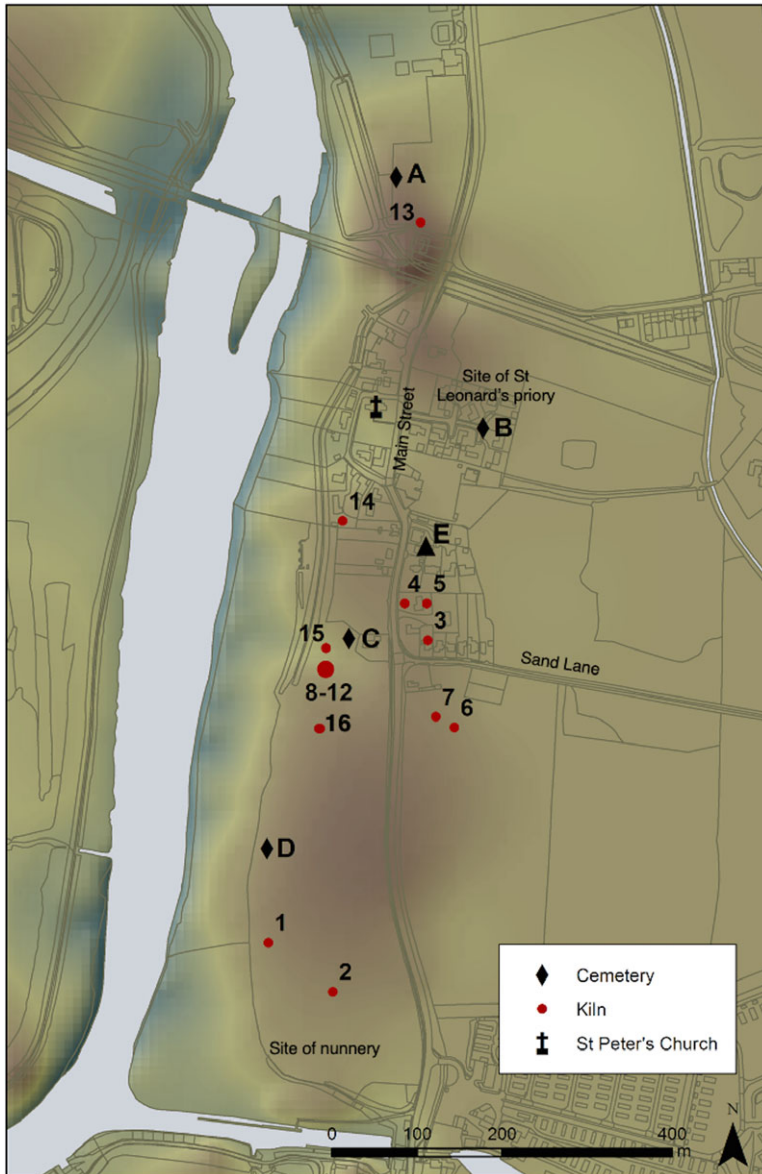 A
13
Site of St
Leonard's priory
B
Main Street
14
E
4
5
3
15
C
Sand Lane
8-12
7
6
16
D
1
2
Cemetery
Kiln
St Peter's Church
Site of nunnery
N
0 100 200 400
m